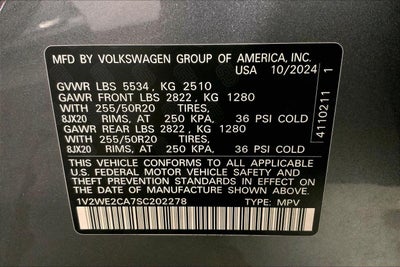 MFD BY VOLKSWAGEN GROUP OF AMERICA, INC.
USA 10/2024
GVWR LBS 5534 , KG 2510
GAWR FRONT LBS 2822 , KG 1280
WITH 255/50R20 TIRES,
8JX20 RIMS, AT 250 KPA, 36 PSI COLD
GAWR REAR LBS 2822 , KG 1280
WITH 255/50R20 TIRES,
8JX20 RIMS, AT 250 KPA, 36 PSI COLD
THIS VEHICLE CONFORMS TO ALL APPLICABLE
U.S. FEDERAL MOTOR VEHICLE SAFETY AND
THEFT PREVENTION STANDARDS IN EFFECT ON
THE DATE OF MANUFACTURE SHOWN ABOVE.
1V2WE2CA7SC202278 TYPE: MPV
4110211 1